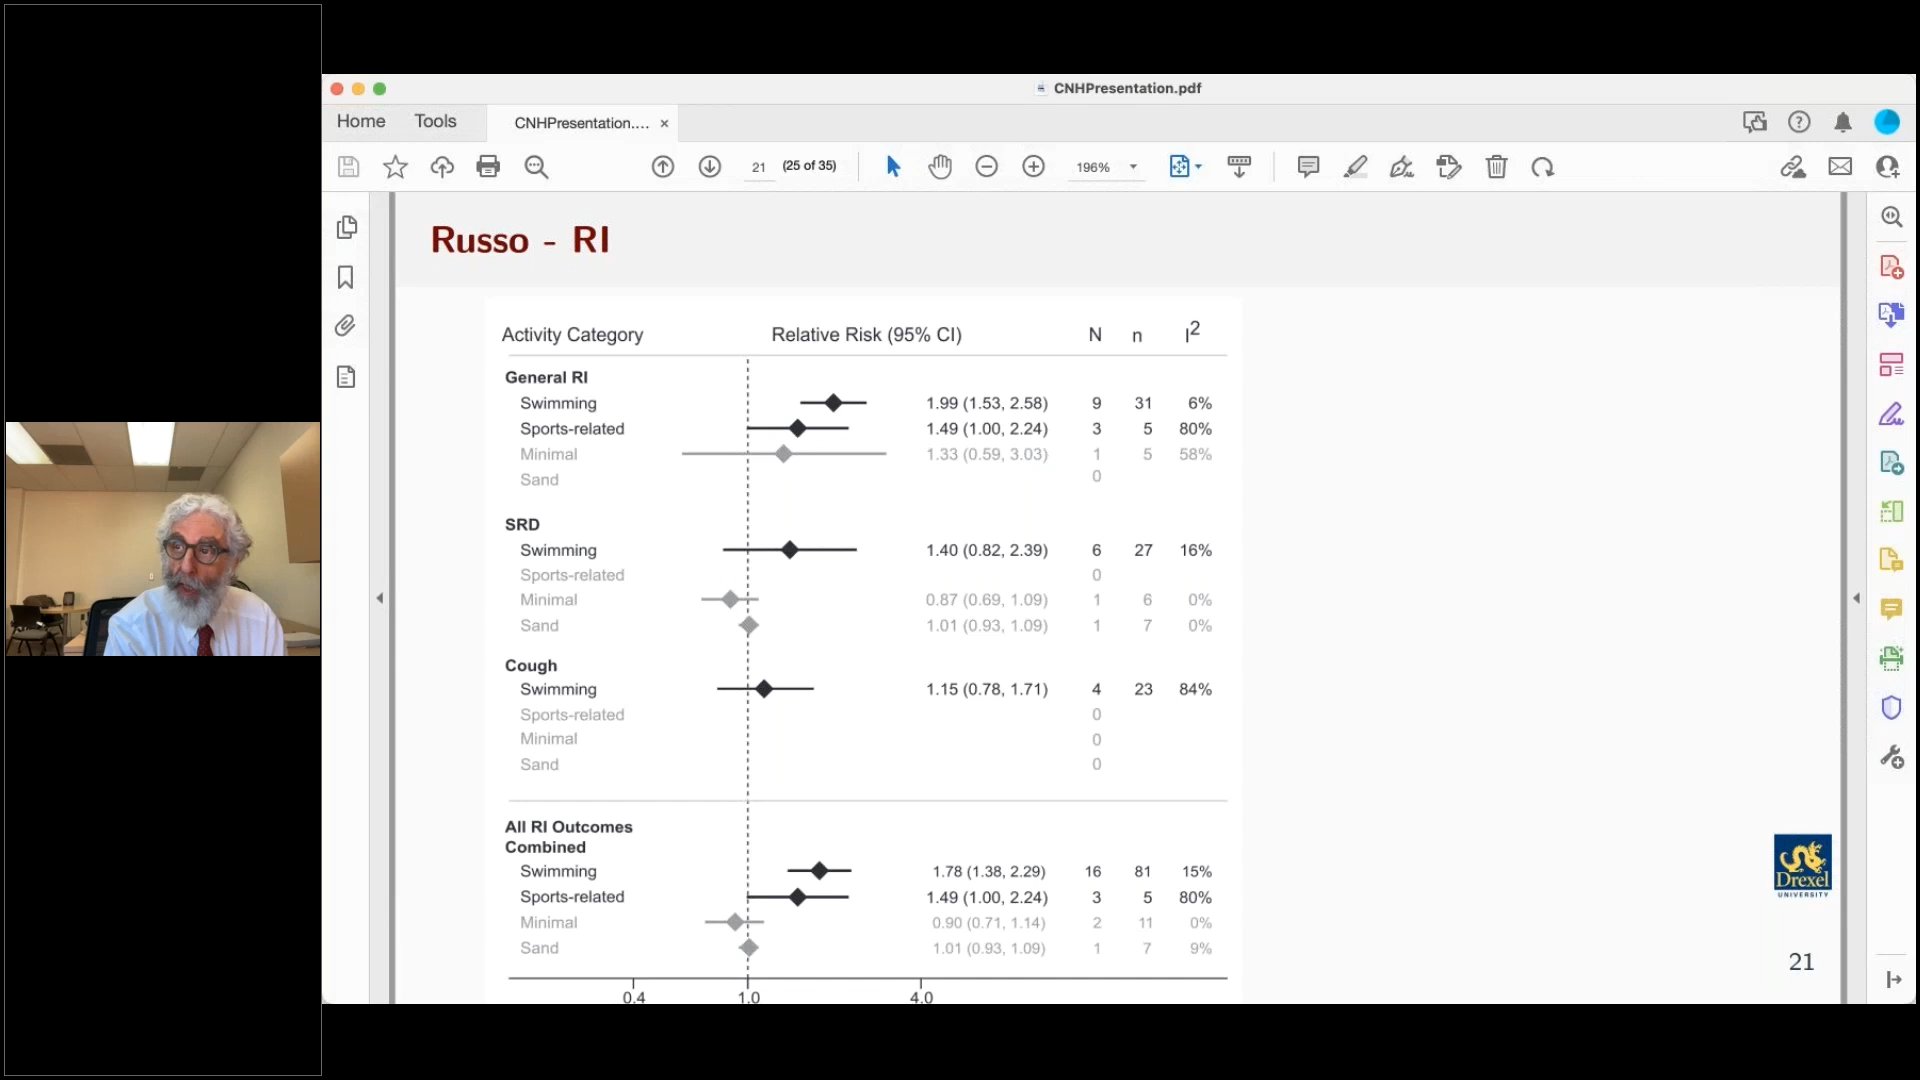 CNHPresentation.pdf
Home Tools CNHPresentation.... ×
21 (25 of 35) 196%
Russo - RI
Activity Category Relative Risk (95% CI) N n I2
General RI
Swimming 1.99 (1.53, 2.58) 9 31 6%
Sports-related 1.49 (1.00, 2.24) 3 5 80%
Minimal 1.33 (0.59, 3.03) 1 5 58%
Sand 0
SRD
Swimming 1.40 (0.82, 2.39) 6 27 16%
Sports-related 0
Minimal 0.87 (0.69, 1.09) 1 6 0%
Sand 1.01 (0.93, 1.09) 1 7 0%
Cough
Swimming 1.15 (0.78, 1.71) 4 23 84%
Sports-related 0
Minimal 0
Sand 0
All RI Outcomes
Combined
Swimming 1.78 (1.38, 2.29) 16 81 15%
Sports-related 1.49 (1.00, 2.24) 3 5 80%
Minimal 0.90 (0.71, 1.14) 2 11 0%
Sand 1.01 (0.93, 1.09) 1 7 9%
0.4 1.0 4.0
Drexel
UNIVERSITY
21